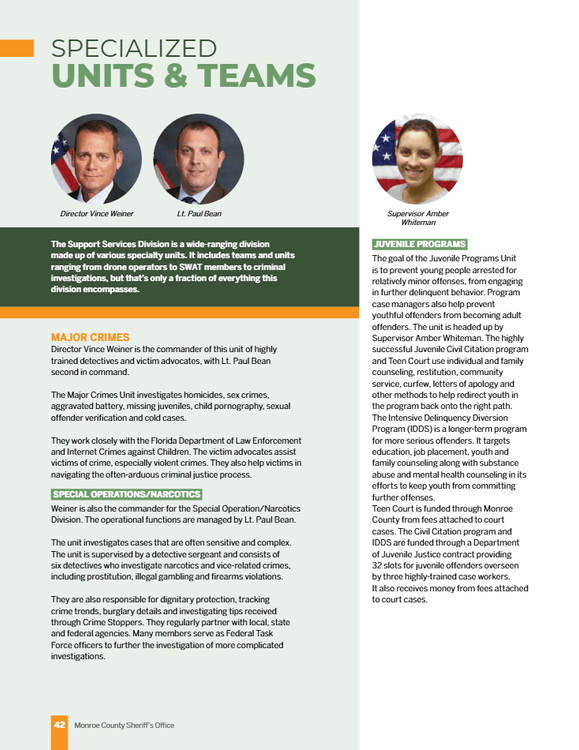 SPECIALIZED
UNITS & TEAMS
Director Vince Weiner
Lt. Paul Bean
The Support Services Division is a wide-ranging division
made up of various specialty units. It includes teams and units
ranging from drone operators to SWAT members to criminal
investigations, but that's only a fraction of everything this
division encompasses.
MAJOR CRIMES
Director Vince Weiner is the commander of this unit of highly
trained detectives and victim advocates, with Lt. Paul Bean
second in command.
The Major Crimes Unit investigates homicides, sex crimes,
aggravated battery, missing juveniles, child pornography, sexual
offender verification and cold cases.
They work closely with the Florida Department of Law Enforcement
and Internet Crimes against Children. The victim advocates assist
victims of crime, especially violent crimes. They also help victims in
navigating the often-arduous criminal justice process.
SPECIAL OPERATIONS/NARCOTICS
Weiner is also the commander for the Special Operation/Narcotics
Division. The operational functions are managed by Lt. Paul Bean.
The unit investigates cases that are often sensitive and complex.
The unit is supervised by a detective sergeant and consists of
six detectives who investigate narcotics and vice-related crimes,
including prostitution, illegal gambling and firearms violations.
They are also responsible for dignitary protection, tracking
crime trends, burglary details and investigating tips received
through Crime Stoppers. They regularly partner with local, state
and federal agencies. Many members serve as Federal Task
Force officers to further the investigation of more complicated
investigations.
Supervisor Amber
Whiteman
JUVENILE PROGRAMS
The goal of the Juvenile Programs Unit
is to prevent young people arrested for
relatively minor offenses, from engaging
in further delinquent behavior. Program
case managers also help prevent
youthful offenders from becoming adult
offenders. The unit is headed up by
Supervisor Amber Whiteman. The highly
successful Juvenile Civil Citation program
and Teen Court use individual and family
counseling, restitution, community
service, curfew, letters of apology and
other methods to help redirect youth in
the program back onto the right path.
The Intensive Delinquency Diversion
Program (IDDS) is a longer-term program
for more serious offenders. It targets
education, job placement, youth and
family counseling along with substance
abuse and mental health counseling in its
efforts to keep youth from committing
further offenses.
Teen Court is funded through Monroe
County from fees attached to court
cases. The Civil Citation program and
IDDS are funded through a Department
of Juvenile Justice contract providing
32 slots for juvenile offenders overseen
by three highly-trained case workers.
It also receives money from fees attached
to court cases.
42 Monroe County Sheriff's Office